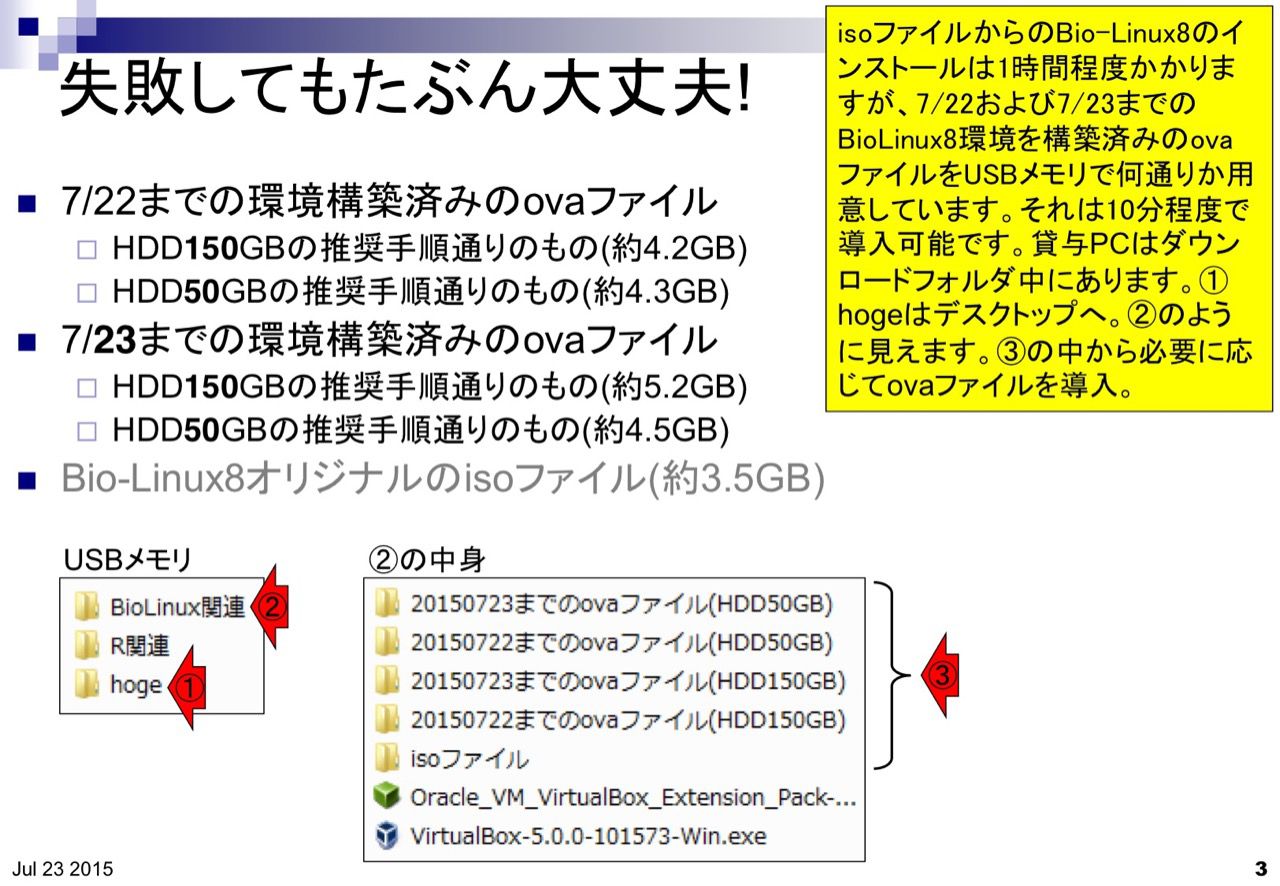 失敗してもたぶん大丈夫!
isoファイルからのBio-Linux8のイ
ンストールは1時間程度かかりま
すが、7/22および7/23までの
BioLinux8環境を構築済みのova
ファイルをUSBメモリで何通りか用
意しています。それは10分程度で
導入可能です。貸与PCはダウン
ロードフォルダ中にあります。①
hogeはデスクトップへ。②のよう
に見えます。③の中から必要に応
じてovaファイルを導入。
7/22までの環境構築済みのovaファイル
HDD150GBの推奨手順通りのもの(約4.2GB)
HDD50GBの推奨手順通りのもの(約4.3GB)
7/23までの環境構築済みのovaファイル
HDD150GBの推奨手順通りのもの(約5.2GB)
HDD50GBの推奨手順通りのもの(約4.5GB)
Bio-Linux8オリジナルのisoファイル(約3.5GB)
USBメモリ
BioLinux関連
②
R関連
hoge
①
②の中身
20150723までのovaファイル(HDD50GB)
20150722までのovaファイル(HDD50GB)
20150723までのovaファイル(HDD150GB)
20150722までのovaファイル(HDD150GB)
isoファイル
Oracle_VM_VirtualBox_Extension_Pack-...
VirtualBox-5.0.0-101573-Win.exe
③
Jul 23 2015
3